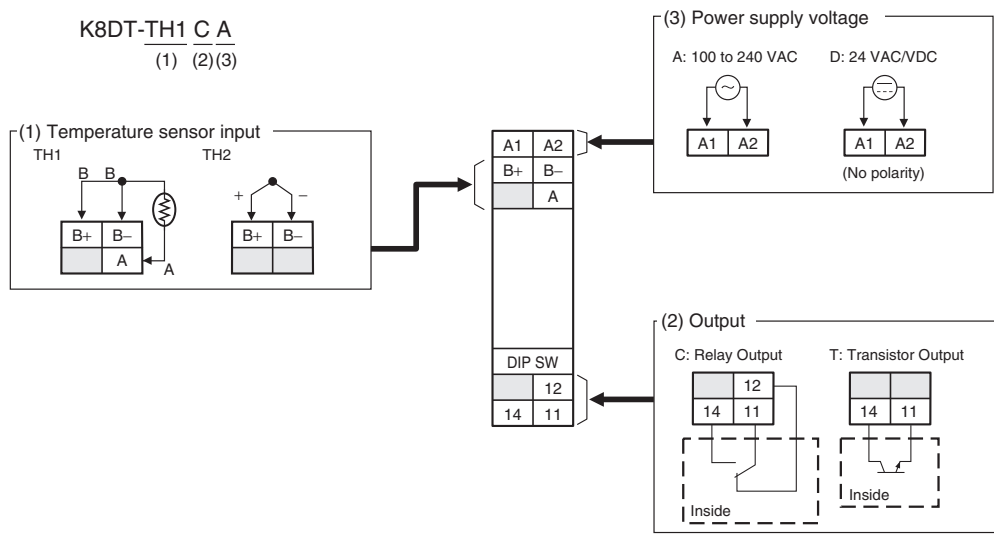 K8DT-TH1 C A
(1) (2)(3)
(1) Temperature sensor input
TH1
TH2
B B
+ −
B+ B−
A
A
B+ B−
A1 A2
B+ B−
A
DIP SW
12
14 11
(3) Power supply voltage
A: 100 to 240 VAC
D: 24 VAC/VDC
A1 A2
A1 A2
(No polarity)
(2) Output
C: Relay Output
T: Transistor Output
12
14 11
14 11
Inside
Inside